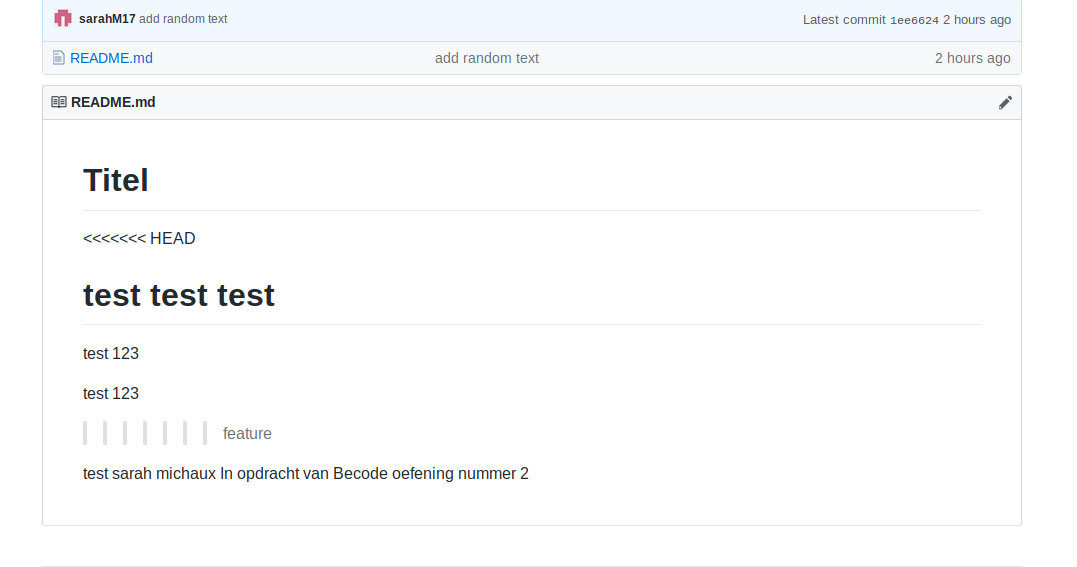 sarahM17 add random text Latest commit 1ee6624 2 hours ago
README.md add random text 2 hours ago
README.md
Titel
<<<<<<< HEAD
test test test
test 123
test 123
feature
test sarah michaux In opdracht van Becode oefening nummer 2